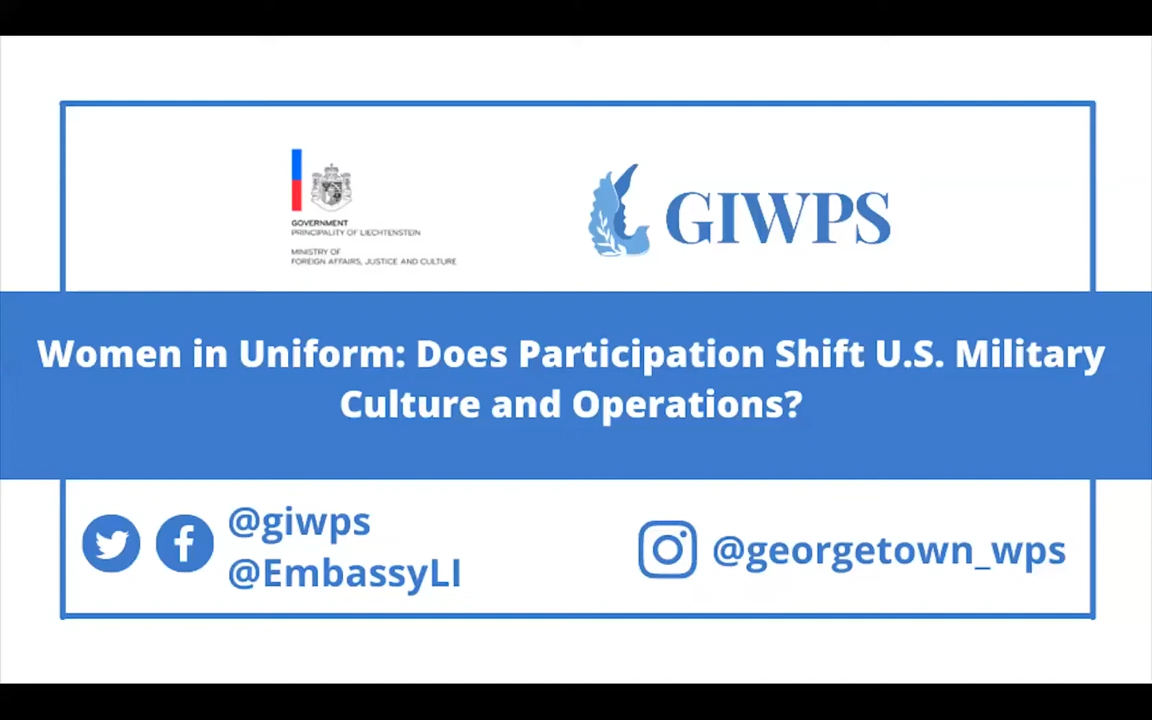 GOVERNMENT
PRINCIPALITY OF LIECHTENSTEIN
MINISTRY OF
FOREIGN AFFAIRS, JUSTICE AND CULTURE
GIWPS
Women in Uniform: Does Participation Shift U.S. Military
Culture and Operations?
@giwps
@EmbassyLI
@georgetown_wps